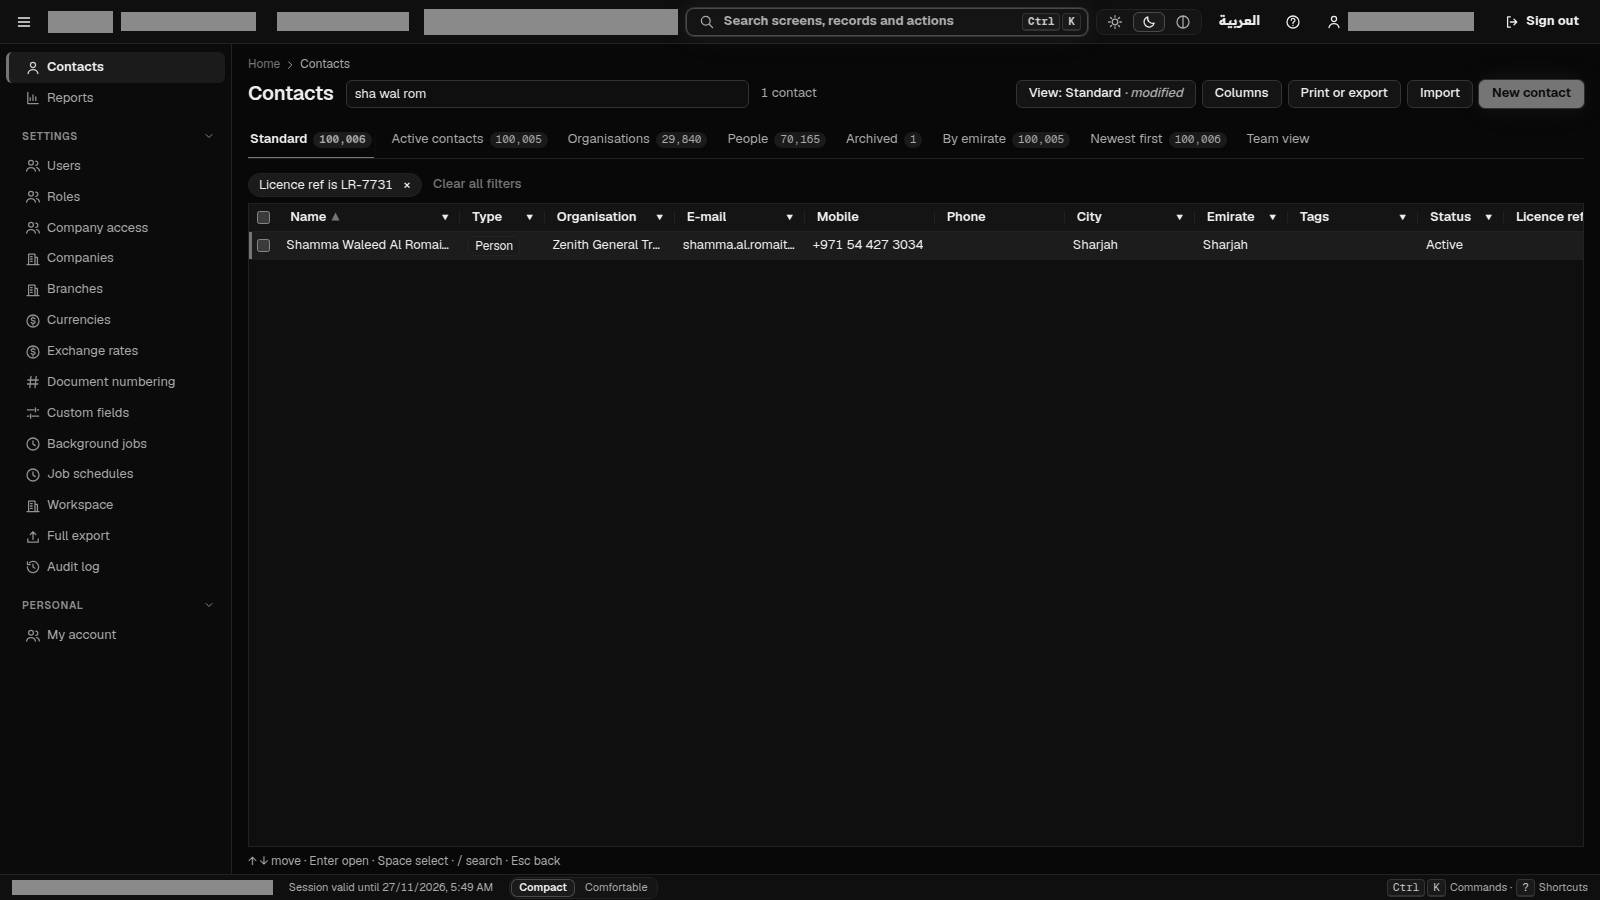 Search screens, records and actions Ctrl K العربية Sign out
Contacts
Reports
SETTINGS
Users
Roles
Company access
Companies
Branches
Currencies
Exchange rates
Document numbering
Custom fields
Background jobs
Job schedules
Workspace
Full export
Audit log
PERSONAL
My account
Home > Contacts
Contacts sha wal rom 1 contact View: Standard · modified Columns Print or export Import New contact
Standard 100,006 Active contacts 100,005 Organisations 29,840 People 70,165 Archived 1 By emirate 100,005 Newest first 100,006 Team view
Licence ref is LR-7731 × Clear all filters
Name ▲ ▼ Type ▼ Organisation ▼ E-mail ▼ Mobile Phone City ▼ Emirate ▼ Tags ▼ Status ▼ Licence ref
Shamma Waleed Al Romai... Person Zenith General Tr... shamma.al.romait... +971 54 427 3034 Sharjah Sharjah Active
↑↓ move · Enter open · Space select · / search · Esc back
Session valid until 27/11/2026, 5:49 AM Compact Comfortable Ctrl K Commands · ? Shortcuts